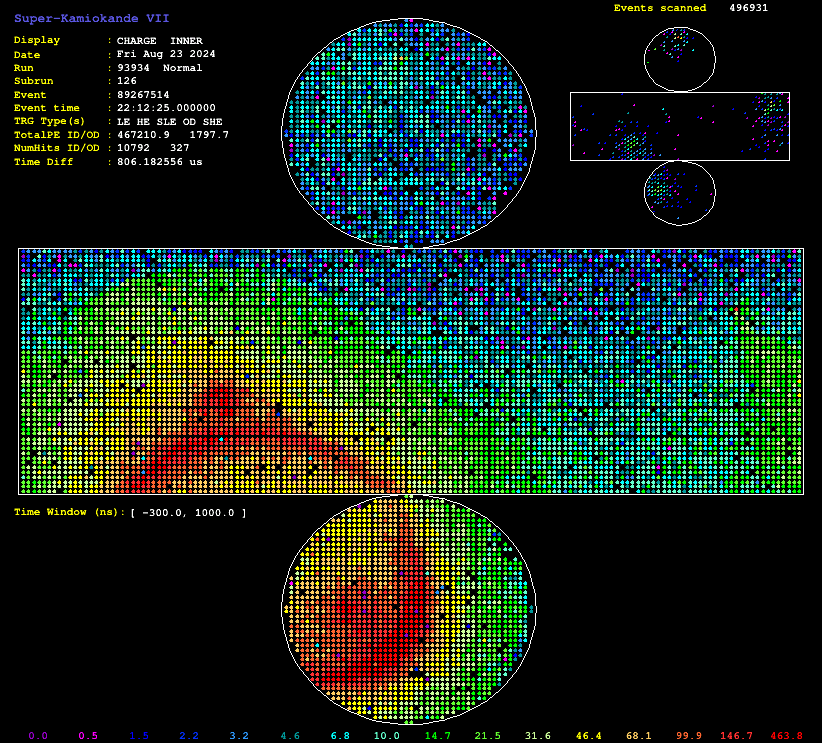 Super-Kamiokande VII
Events scanned 496931
Display : CHARGE INNER
Date : Fri Aug 23 2024
Run : 93934 Normal
Subrun : 126
Event : 89267514
Event time : 22:12:25.000000
TRG Type(s) : LE HE SLE OD SHE
TotalPE ID/OD : 467210.9 1797.7
NumHits ID/OD : 10792 327
Time Diff : 806.182556 us
Time Window (ns): [ -300.0, 1000.0 ]
0.0 0.5 1.5 2.2 3.2 4.6 6.8 10.0 14.7 21.5 31.6 46.4 68.1 99.9 146.7 463.8